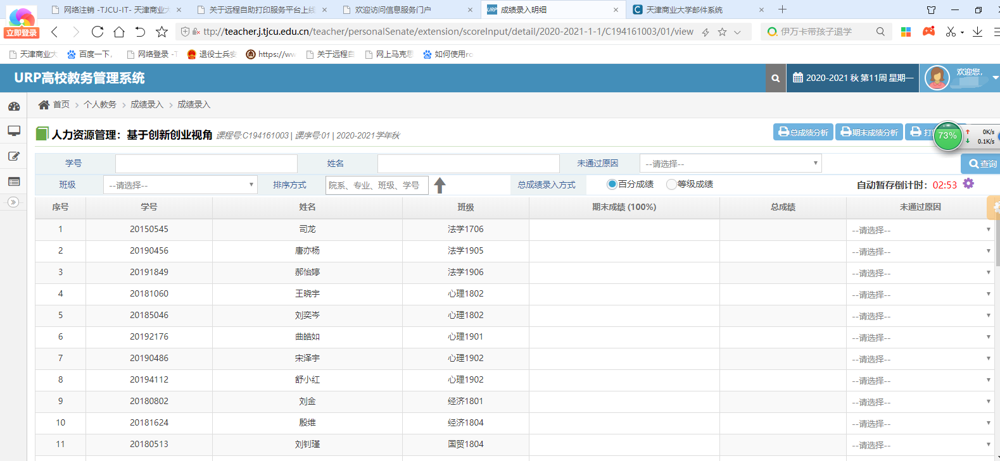 网络注销 -TJCU-IT- 天津商业大 × 关于远程自助打印服务平台上线 × 欢迎访问信息服务门户 × URP 成绩录入明细 × C 天津商业大学邮件系统 ×
立即登录
ttp://teacher.j.tjcu.edu.cn/teacher/personalSenate/extension/scoreInput/detail/2020-2021-1-1/C194161003/01/view 伊万卡带孩子退学
天津商业大 百度一下, 网络登录 -T 退役士兵安 https://ww 关于远程自 网上马克思 如何使用ro
URP高校教务管理系统 2020-2021 秋 第11周 星期一 欢迎您,
首页 > 个人教务 > 成绩录入 > 成绩录入
人力资源管理：基于创新创业视角 课程号:C194161003 | 课序号:01 | 2020-2021学年秋 总成绩分析 期末成绩分析 打
73% 0K/s
0.1K/s
学号 姓名 未通过原因 --请选择-- 查询
班级 --请选择-- 排序方式 院系、专业、班级、学号 总成绩录入方式 百分成绩 等级成绩 自动暂存倒计时：02:53
序号 学号 姓名 班级 期末成绩 (100%) 总成绩 未通过原因
1 20150545 司龙 法学1706 --请选择--
2 20190456 唐亦杨 法学1905 --请选择--
3 20191849 郝怡婷 法学1906 --请选择--
4 20181060 王晓宇 心理1802 --请选择--
5 20185046 刘奕岑 心理1802 --请选择--
6 20192176 曲皓如 心理1901 --请选择--
7 20190486 宋泽宇 心理1902 --请选择--
8 20194112 舒小红 心理1902 --请选择--
9 20180802 刘金 经济1801 --请选择--
10 20181624 殷维 经济1804 --请选择--
11 20180513 刘钊瑾 国贸1804 --请选择--